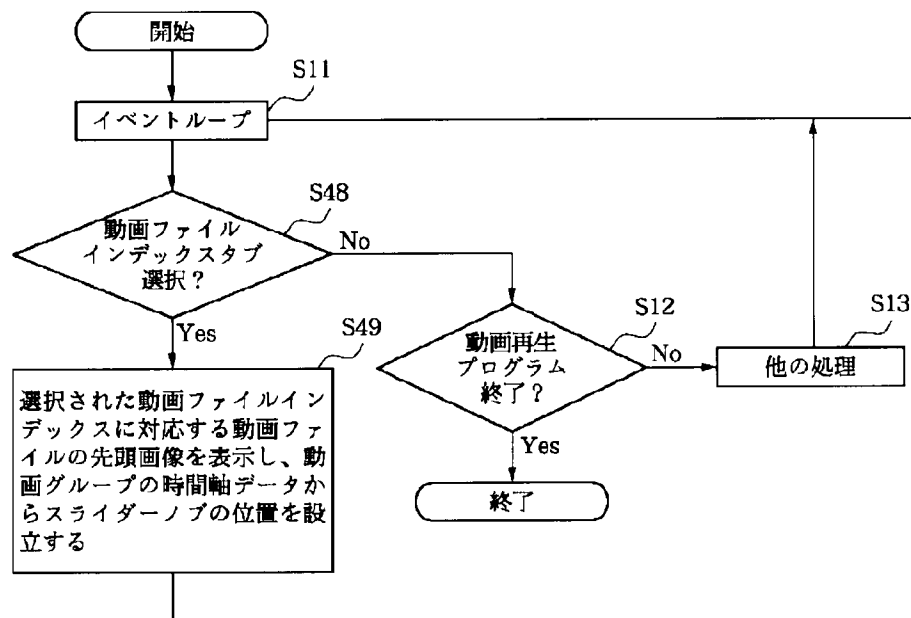 開始
S11
イベントループ
S48
動画ファイル
インデックスタブ
選択?
No
Yes
S12
動画再生
プログラム
終了?
No
Yes
S13
他の処理
終了
S49
選択された動画ファイルイン
デックスに対応する動画ファ
イルの先頭画像を表示し、動
画グループの時間軸データか
らスライダーノブの位置を設
立する